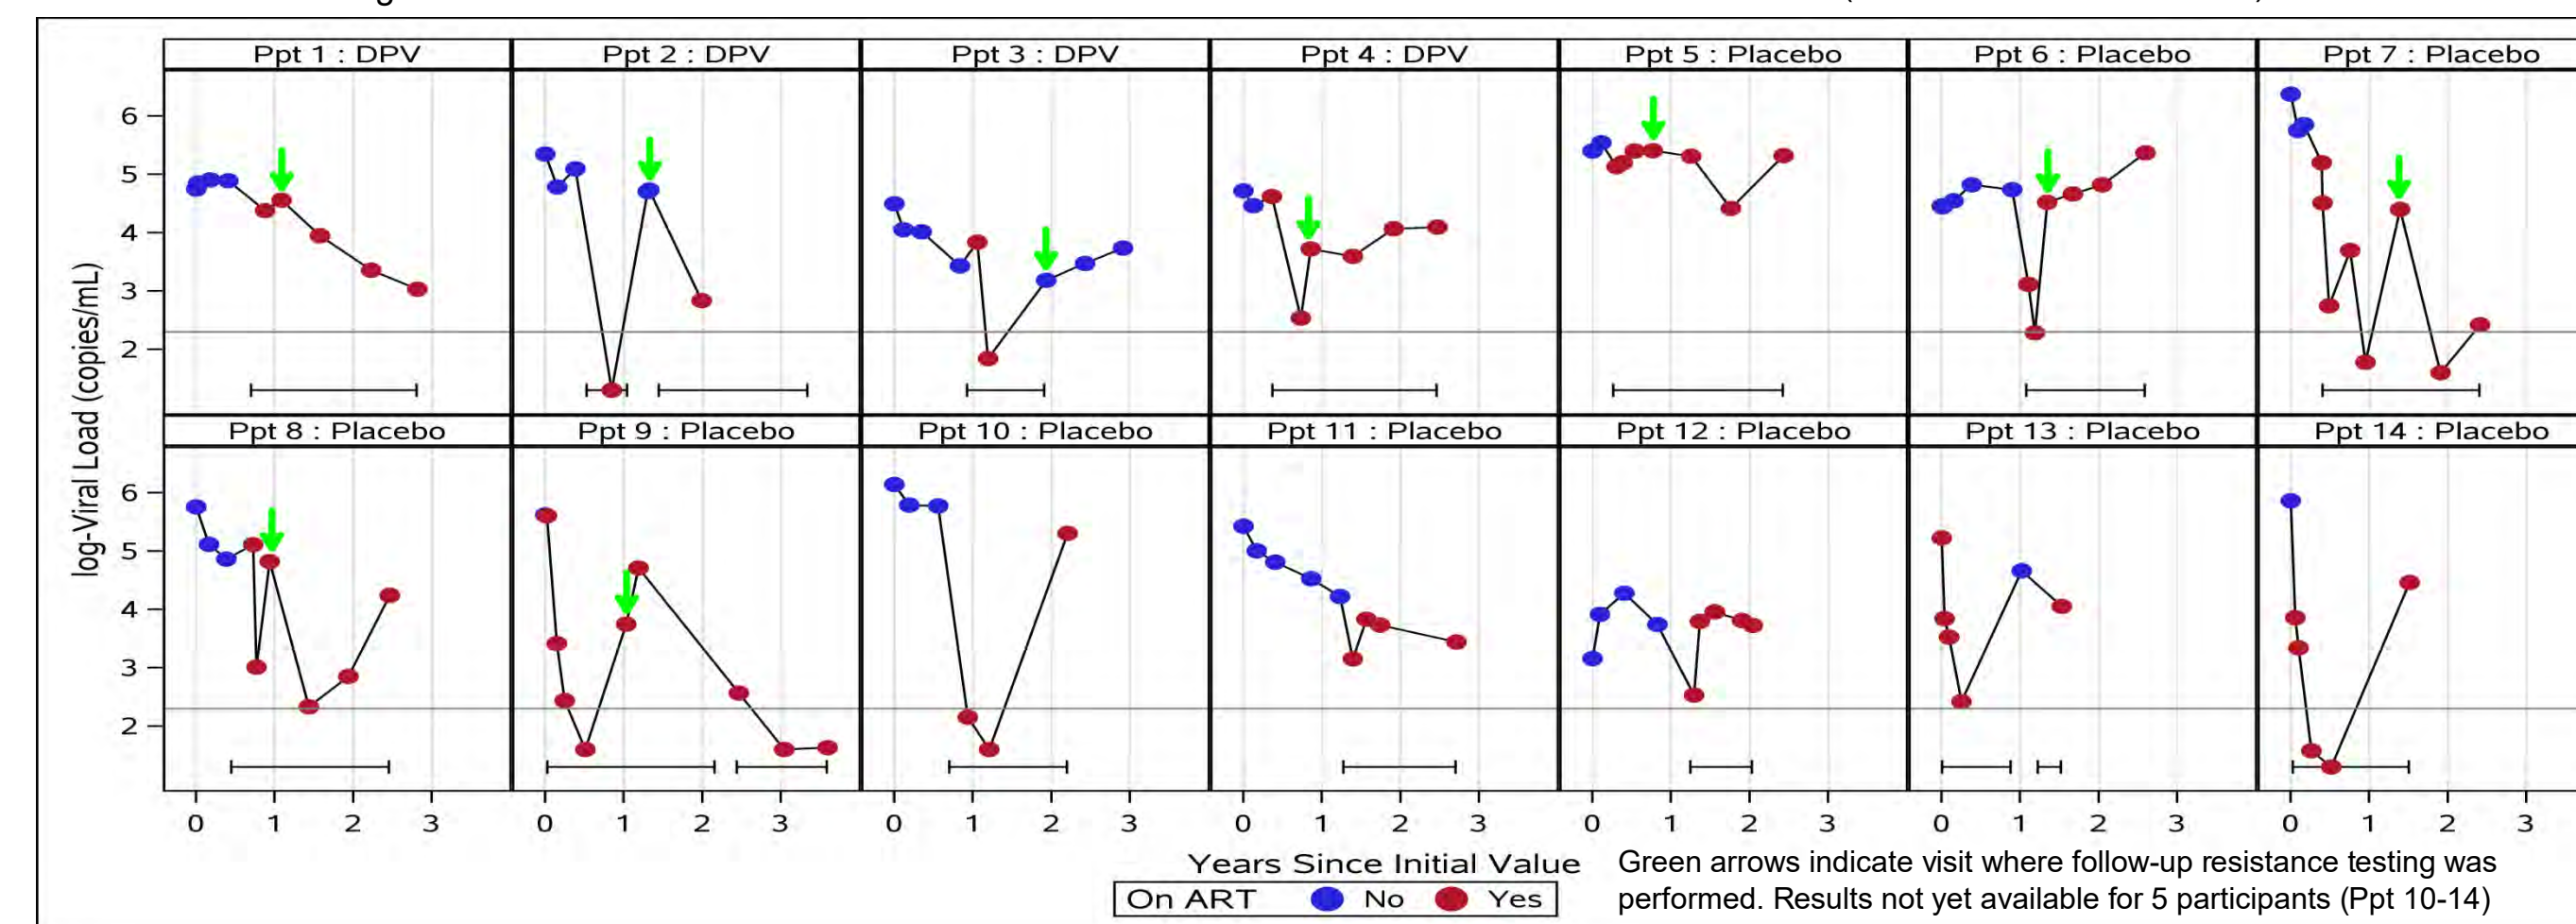 Ppt 1 : DPV
Ppt 2 : DPV
Ppt 3 : DPV
Ppt 4 : DPV
Ppt 5 : Placebo
Ppt 6 : Placebo
Ppt 7 : Placebo
6
5
4
3
2
log-Viral Load (copies/mL)
Ppt 8 : Placebo
Ppt 9 : Placebo
Ppt 10 : Placebo
Ppt 11 : Placebo
Ppt 12 : Placebo
Ppt 13 : Placebo
Ppt 14 : Placebo
6
5
4
3
2
0 1 2 3
0 1 2 3
0 1 2 3
0 1 2 3
0 1 2 3
0 1 2 3
0 1 2 3
Years Since Initial Value
On ART No Yes
Green arrows indicate visit where follow-up resistance testing was
performed. Results not yet available for 5 participants (Ppt 10-14)